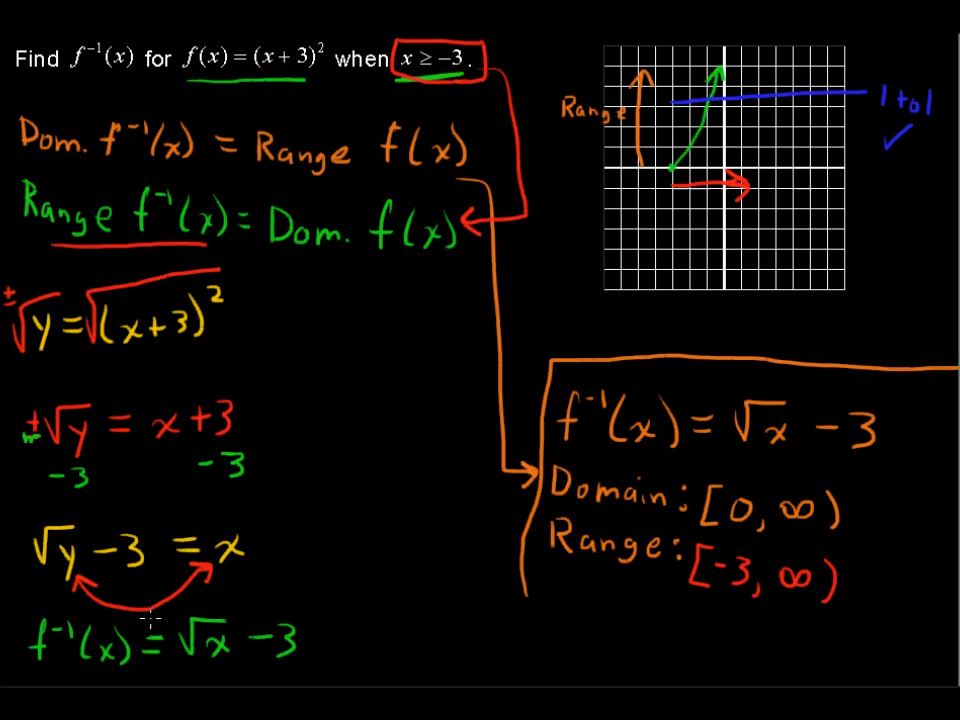 Find f⁻¹(x) for f(x) = (x + 3)² when x ≥ −3.
Dom. f⁻¹(x) = Range f(x)
Range f⁻¹(x) = Dom. f(x)
±√y = √(x+3)²
±√y = x+3
-3 -3
√y -3 = x
f⁻¹(x) = √x -3
Range
1 to 1
f⁻¹(x) = √x -3
Domain: [0, ∞)
Range: [-3, ∞)